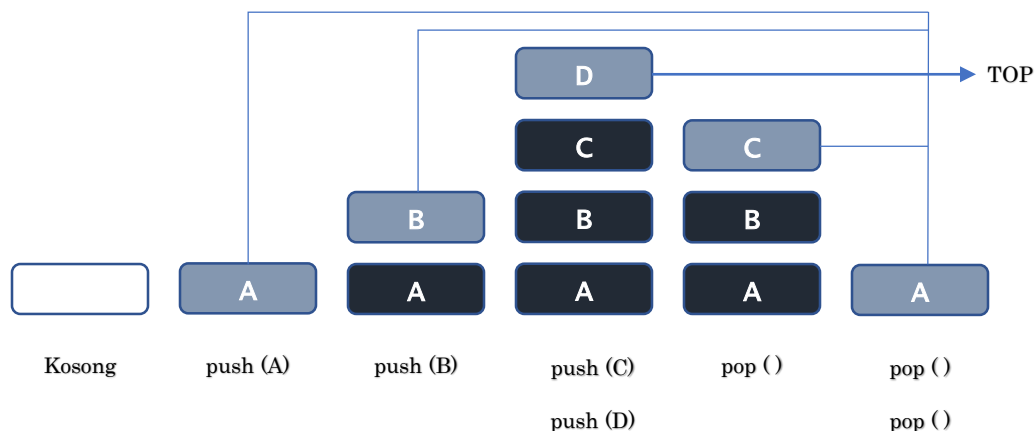 D
TOP
C
C
B
B
B
A
A
A
A
A
Kosong
push (A)
push (B)
push (C)
pop ( )
pop ( )
push (D)
pop ( )